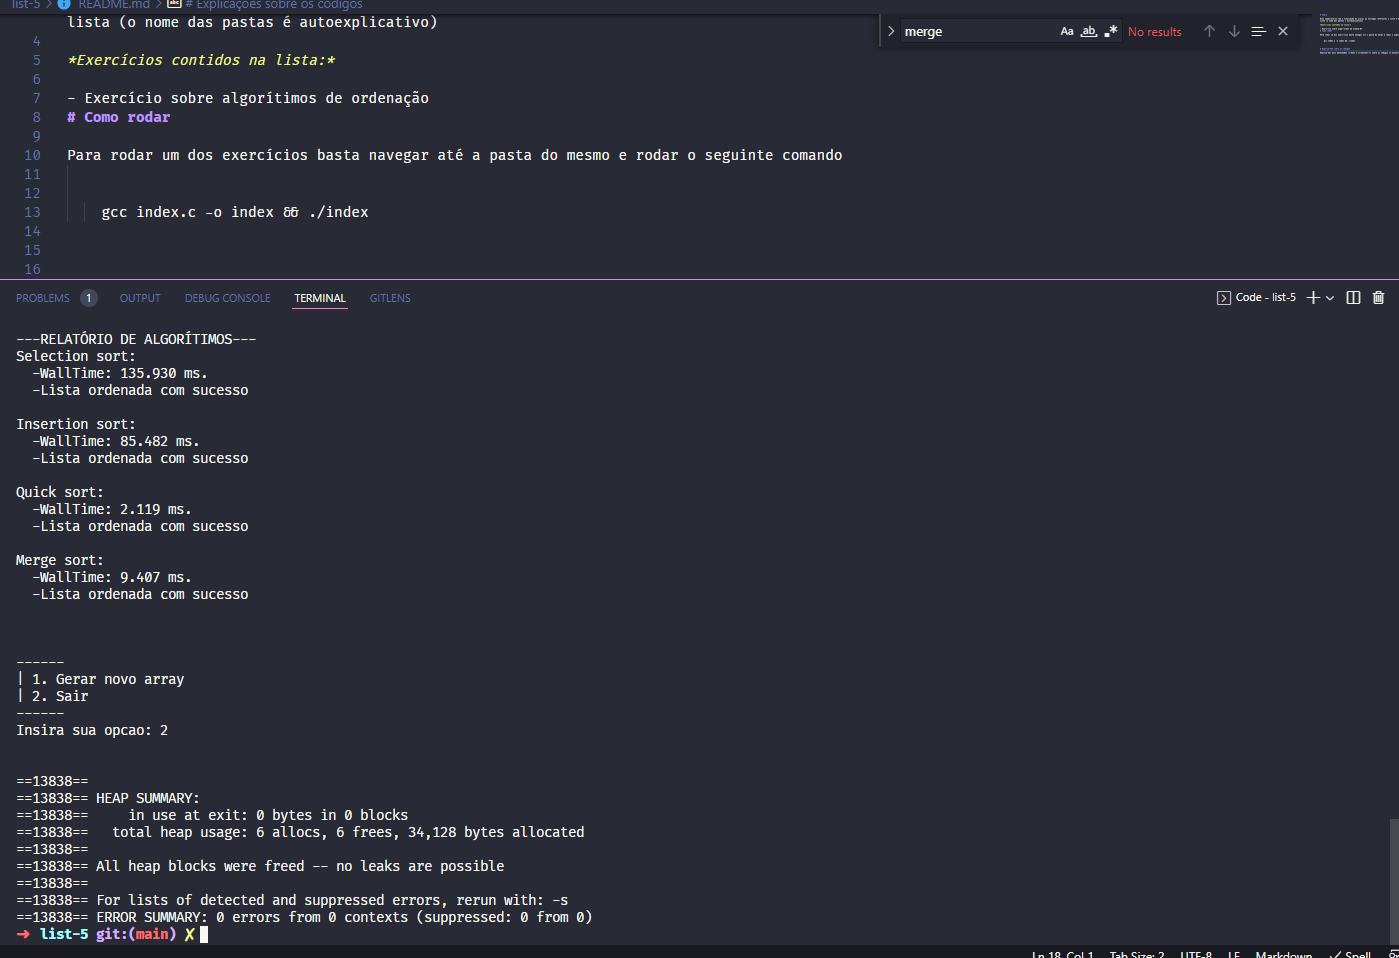 list-5 > README.md > # Explicações sobre os códigos
lista (o nome das pastas é autoexplicativo)
merge
Aa ab .*
No results
4
5 *Exercícios contidos na lista:*
6
7 - Exercício sobre algorítimos de ordenação
8 # Como rodar
9
10 Para rodar um dos exercícios basta navegar até a pasta do mesmo e rodar o seguinte comando
11
12
13 gcc index.c -o index && ./index
14
15
16
PROBLEMS 1 OUTPUT DEBUG CONSOLE TERMINAL GITLENS
Code - list-5
---RELATÓRIO DE ALGORÍTIMOS---
Selection sort:
-WallTime: 135.930 ms.
-Lista ordenada com sucesso
Insertion sort:
-WallTime: 85.482 ms.
-Lista ordenada com sucesso
Quick sort:
-WallTime: 2.119 ms.
-Lista ordenada com sucesso
Merge sort:
-WallTime: 9.407 ms.
-Lista ordenada com sucesso
------
| 1. Gerar novo array
| 2. Sair
------
Insira sua opcao: 2
==13838==
==13838== HEAP SUMMARY:
==13838== in use at exit: 0 bytes in 0 blocks
==13838== total heap usage: 6 allocs, 6 frees, 34,128 bytes allocated
==13838==
==13838== All heap blocks were freed -- no leaks are possible
==13838==
==13838== For lists of detected and suppressed errors, rerun with: -s
==13838== ERROR SUMMARY: 0 errors from 0 contexts (suppressed: 0 from 0)
➜ list-5 git:(main) ✗
Ln 18, Col 1 Tab Size: 2 UTF-8 LF Markdown ✓ Spell